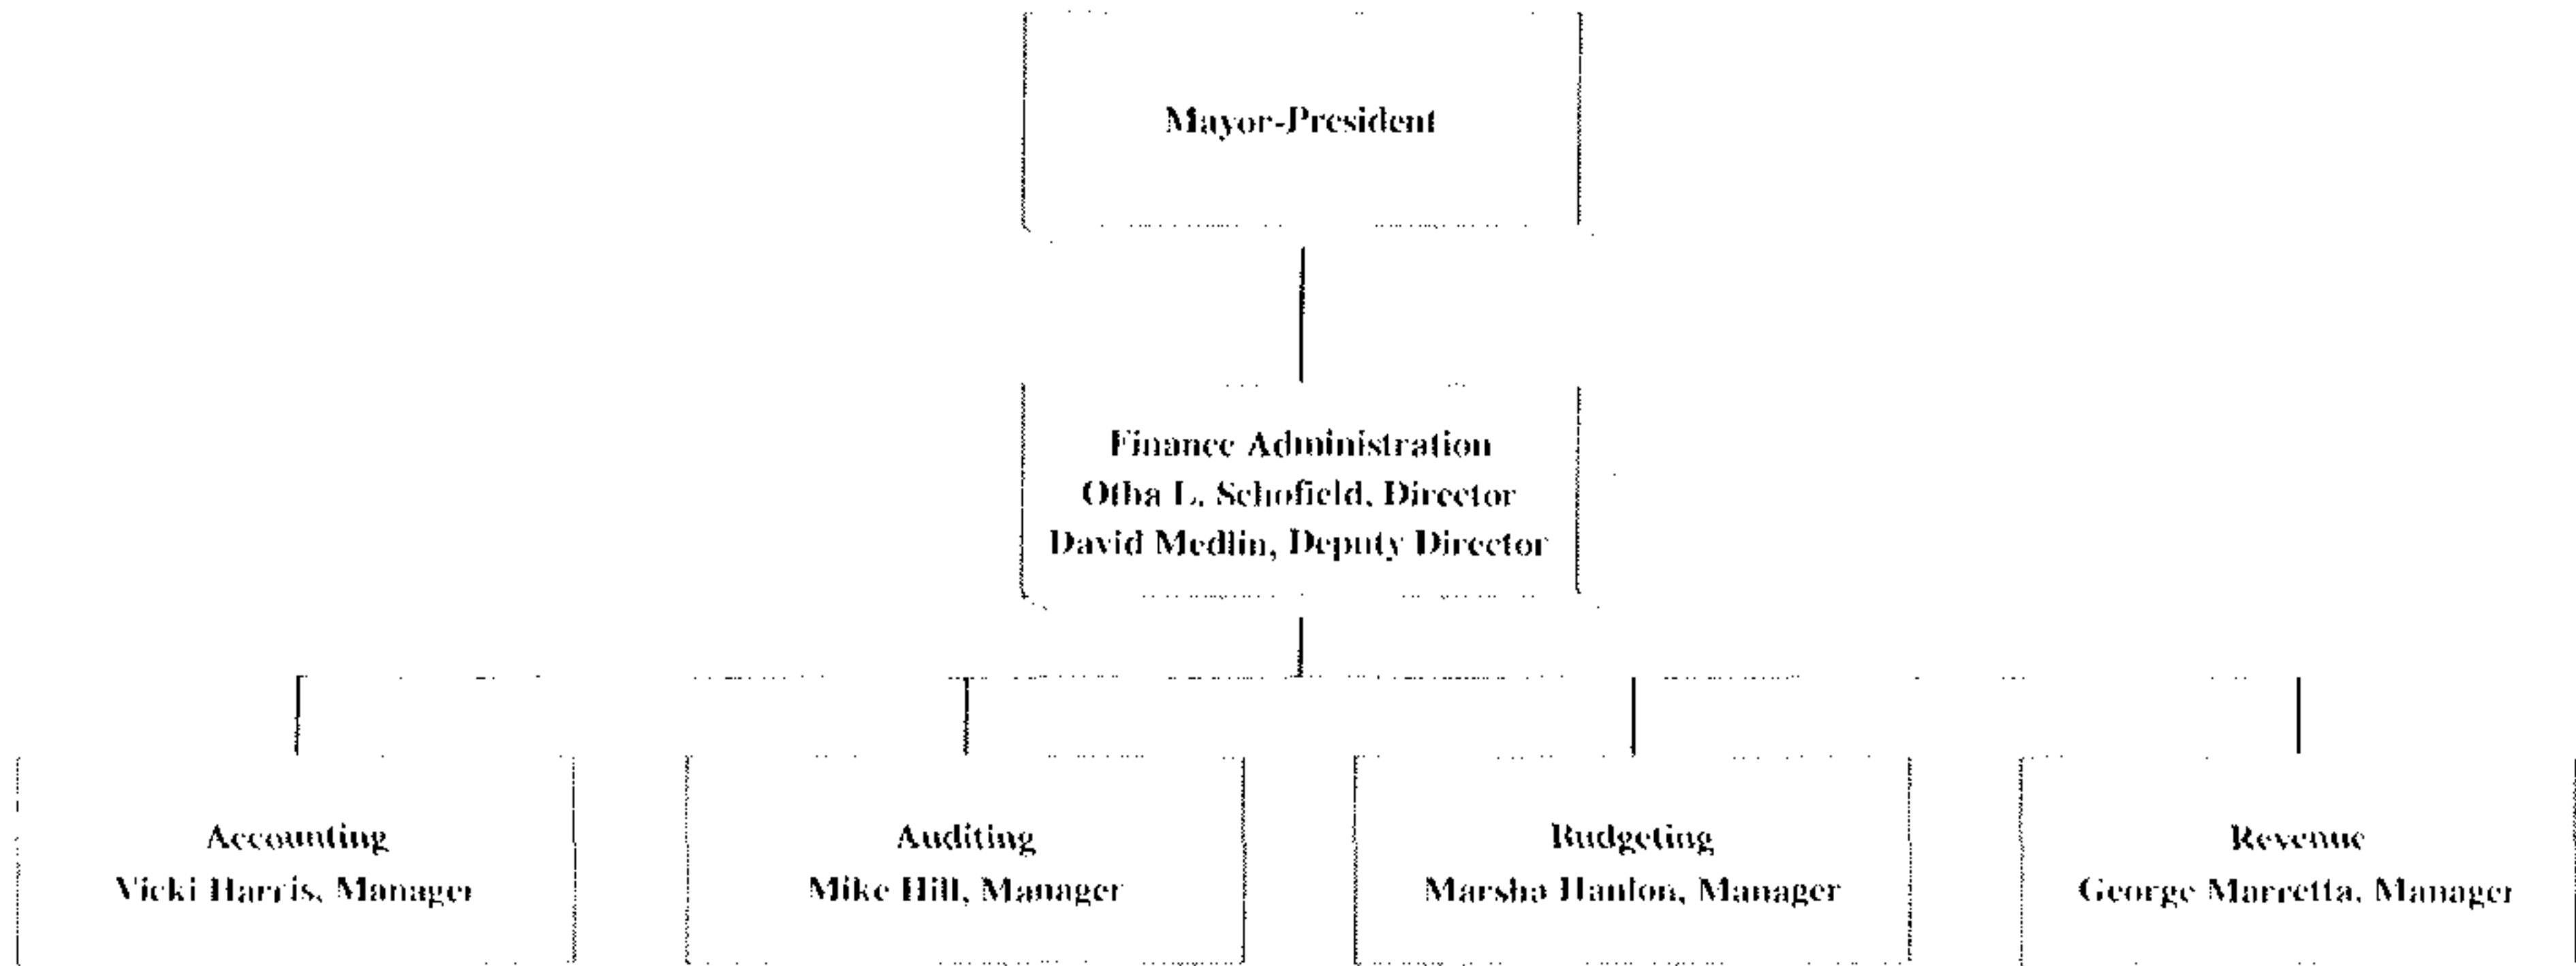 Mayor-President
Finance Administration
Otha L. Schofield, Director
David Medlin, Deputy Director
Accounting
Vicki Harris, Manager
Auditing
Mike Hill, Manager
Budgeting
Marsha Hanlon, Manager
Revenue
George Marretta, Manager